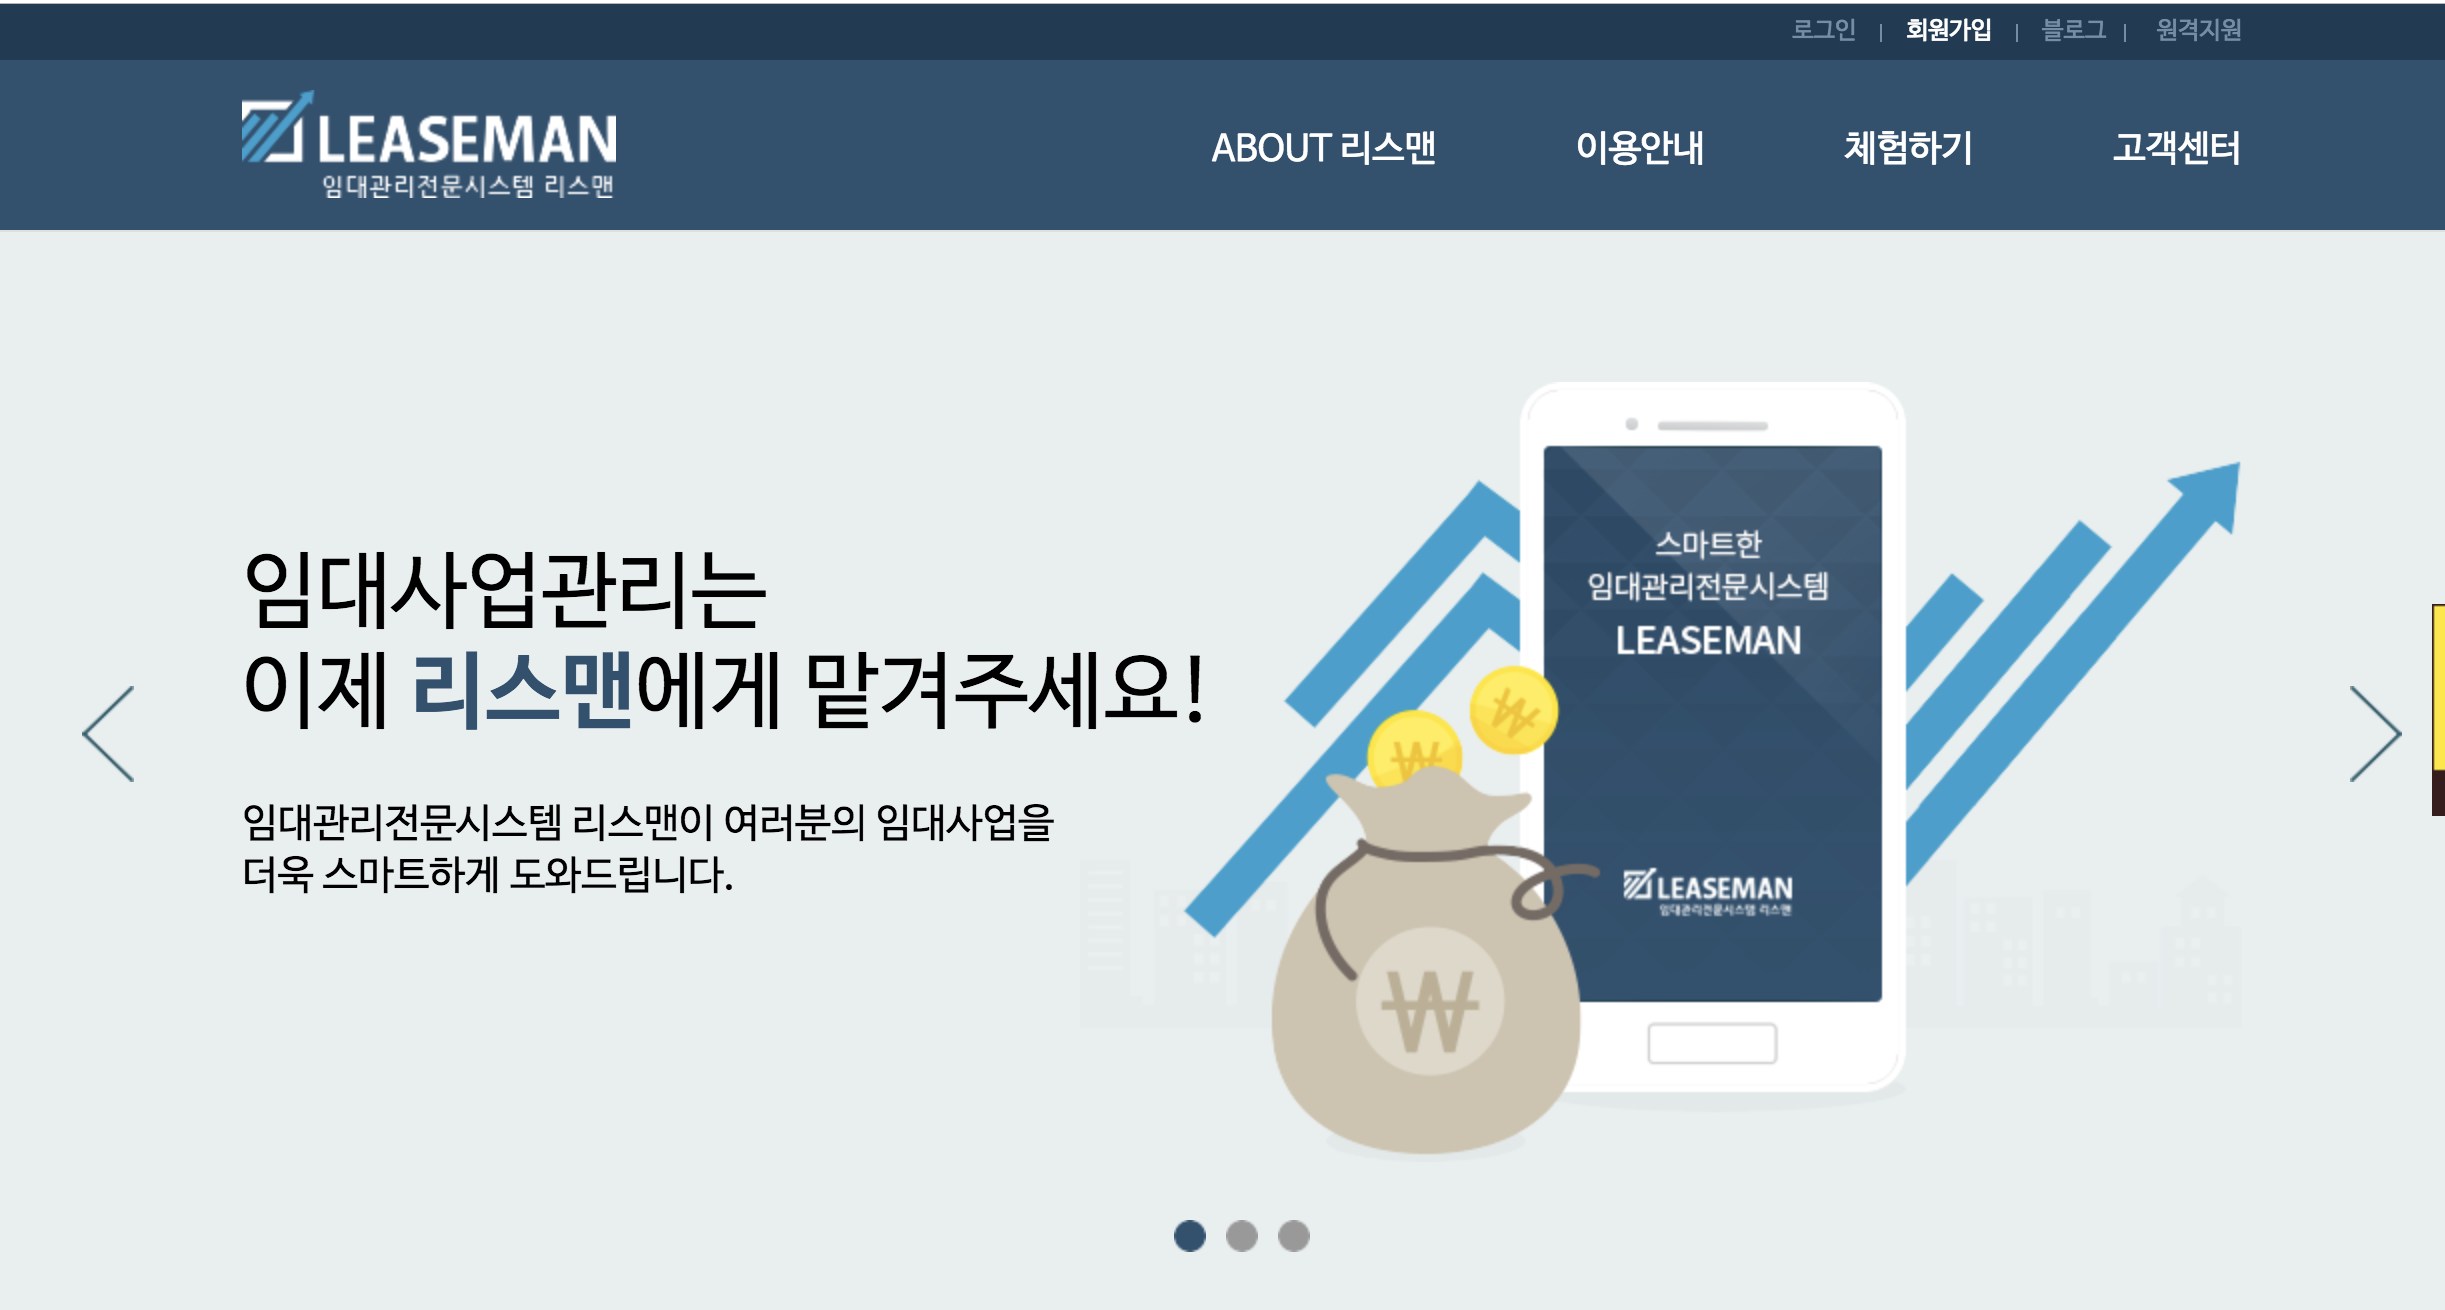 로그인 | 회원가입 | 블로그 | 원격지원
LEASEMAN
임대관리전문시스템 리스맨
ABOUT 리스맨 이용안내 체험하기 고객센터
임대사업관리는
이제 리스맨에게 맡겨주세요!
임대관리전문시스템 리스맨이 여러분의 임대사업을
더욱 스마트하게 도와드립니다.
스마트한
임대관리전문시스템
LEASEMAN
LEASEMAN
임대관리전문시스템 리스맨
₩
₩
₩